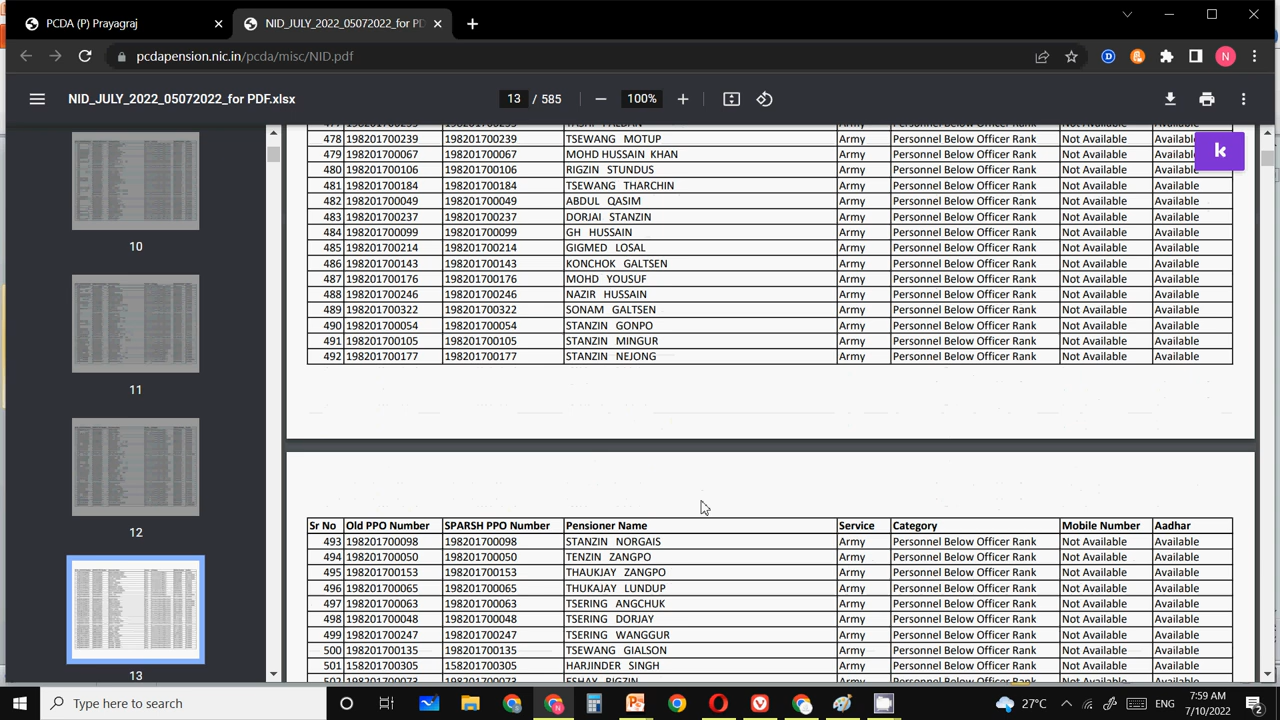 PCDA (P) Prayagraj
NID_JULY_2022_05072022_for PD
pcdapension.nic.in/pcda/misc/NID.pdf
N
NID_JULY_2022_05072022_for PDF.xlsx
13 / 585
100%
k
10
11
12
13
478 198201700239 198201700239 TSEWANG MOTUP Army Personnel Below Officer Rank Not Available Available
479 198201700067 198201700067 MOHD HUSSAIN KHAN Army Personnel Below Officer Rank Not Available Available
480 198201700106 198201700106 RIGZIN STUNDUS Army Personnel Below Officer Rank Not Available Available
481 198201700184 198201700184 TSEWANG THARCHIN Army Personnel Below Officer Rank Not Available Available
482 198201700049 198201700049 ABDUL QASIM Army Personnel Below Officer Rank Not Available Available
483 198201700237 198201700237 DORJAI STANZIN Army Personnel Below Officer Rank Not Available Available
484 198201700099 198201700099 GH HUSSAIN Army Personnel Below Officer Rank Not Available Available
485 198201700214 198201700214 GIGMED LOSAL Army Personnel Below Officer Rank Not Available Available
486 198201700143 198201700143 KONCHOK GALTSEN Army Personnel Below Officer Rank Not Available Available
487 198201700176 198201700176 MOHD YOUSUF Army Personnel Below Officer Rank Not Available Available
488 198201700246 198201700246 NAZIR HUSSAIN Army Personnel Below Officer Rank Not Available Available
489 198201700322 198201700322 SONAM GALTSEN Army Personnel Below Officer Rank Not Available Available
490 198201700054 198201700054 STANZIN GONPO Army Personnel Below Officer Rank Not Available Available
491 198201700105 198201700105 STANZIN MINGUR Army Personnel Below Officer Rank Not Available Available
492 198201700177 198201700177 STANZIN NEJONG Army Personnel Below Officer Rank Not Available Available
Sr No Old PPO Number SPARSH PPO Number Pensioner Name Service Category Mobile Number Aadhar
493 198201700098 198201700098 STANZIN NORGAIS Army Personnel Below Officer Rank Not Available Available
494 198201700050 198201700050 TENZIN ZANGPO Army Personnel Below Officer Rank Not Available Available
495 198201700153 198201700153 THAUKJAY ZANGPO Army Personnel Below Officer Rank Not Available Available
496 198201700065 198201700065 THUKAJAY LUNDUP Army Personnel Below Officer Rank Not Available Available
497 198201700063 198201700063 TSERING ANGCHUK Army Personnel Below Officer Rank Not Available Available
498 198201700048 198201700048 TSERING DORJAY Army Personnel Below Officer Rank Not Available Available
499 198201700247 198201700247 TSERING WANGGUR Army Personnel Below Officer Rank Not Available Available
500 198201700135 198201700135 TSEWANG GIALSON Army Personnel Below Officer Rank Not Available Available
501 158201700305 158201700305 HARJINDER SINGH Army Personnel Below Officer Rank Not Available Available
Type here to search
27°C
ENG
7:59 AM
7/10/2022
2